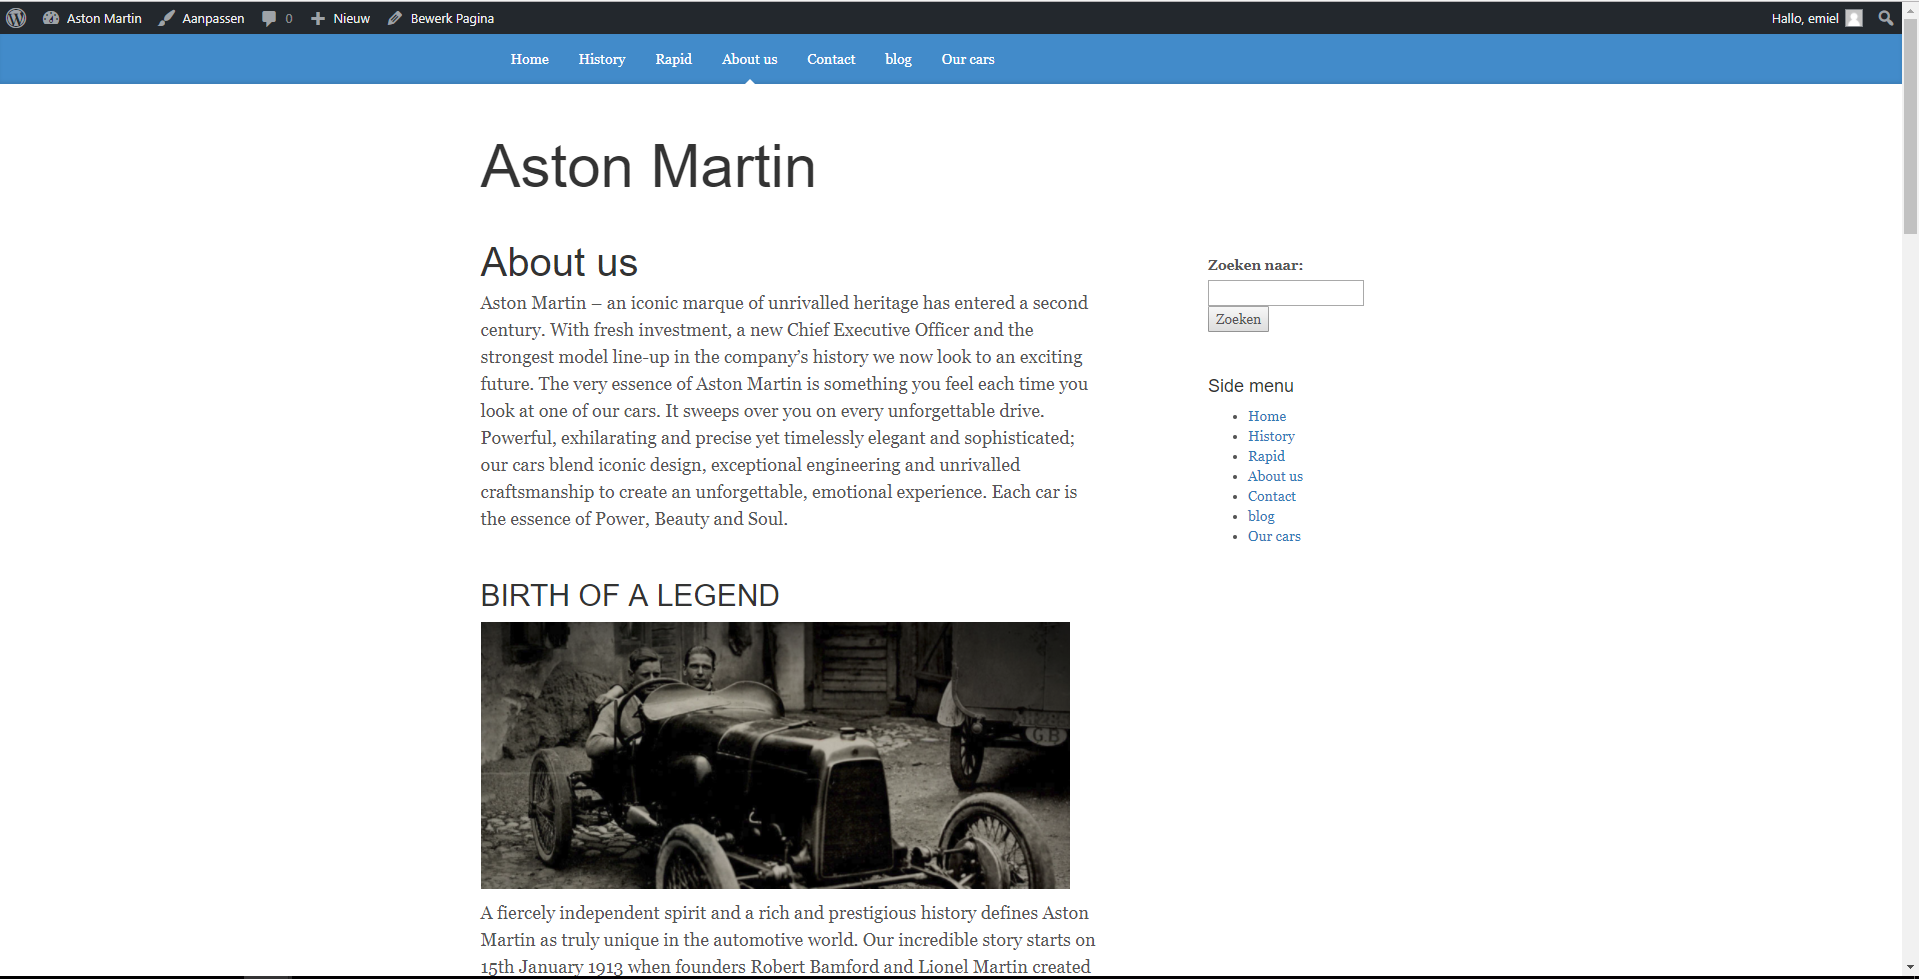 Aston Martin Aanpassen 0 Nieuw Bewerk Pagina Hallo, emiel
Home History Rapid About us Contact blog Our cars
Aston Martin
About us
Aston Martin – an iconic marque of unrivalled heritage has entered a second
century. With fresh investment, a new Chief Executive Officer and the
strongest model line-up in the company’s history we now look to an exciting
future. The very essence of Aston Martin is something you feel each time you
look at one of our cars. It sweeps over you on every unforgettable drive.
Powerful, exhilarating and precise yet timelessly elegant and sophisticated;
our cars blend iconic design, exceptional engineering and unrivalled
craftsmanship to create an unforgettable, emotional experience. Each car is
the essence of Power, Beauty and Soul.
BIRTH OF A LEGEND
G.B
A fiercely independent spirit and a rich and prestigious history defines Aston
Martin as truly unique in the automotive world. Our incredible story starts on
15th January 1913 when founders Robert Bamford and Lionel Martin created
Zoeken naar:
Zoeken
Side menu
Home
History
Rapid
About us
Contact
blog
Our cars